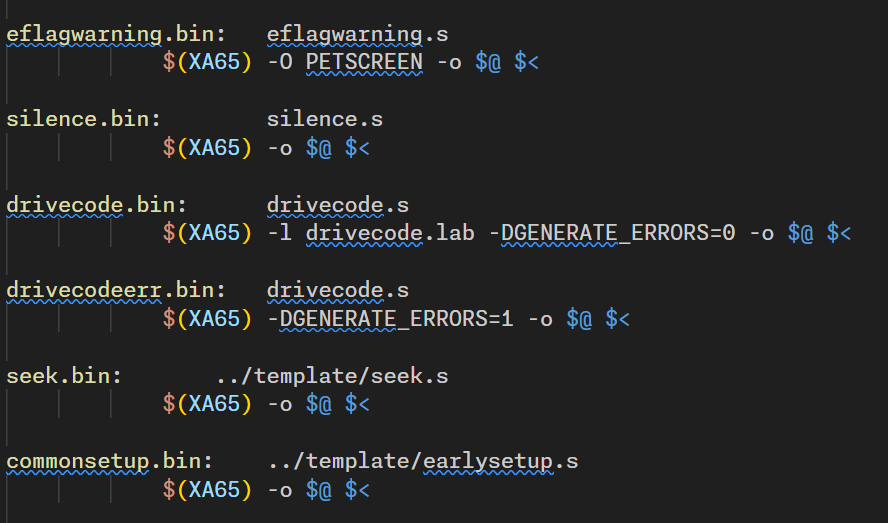 eflagwarning.bin:   eflagwarning.s
            $(XA65) -O PETSCREEN -o $@ $<
silence.bin:        silence.s
            $(XA65) -o $@ $<
drivecode.bin:      drivecode.s
            $(XA65) -l drivecode.lab -DGENERATE_ERRORS=0 -o $@ $<
drivecodeerr.bin:   drivecode.s
            $(XA65) -DGENERATE_ERRORS=1 -o $@ $<
seek.bin:       ../template/seek.s
            $(XA65) -o $@ $<
commonsetup.bin:    ../template/earlysetup.s
            $(XA65) -o $@ $<